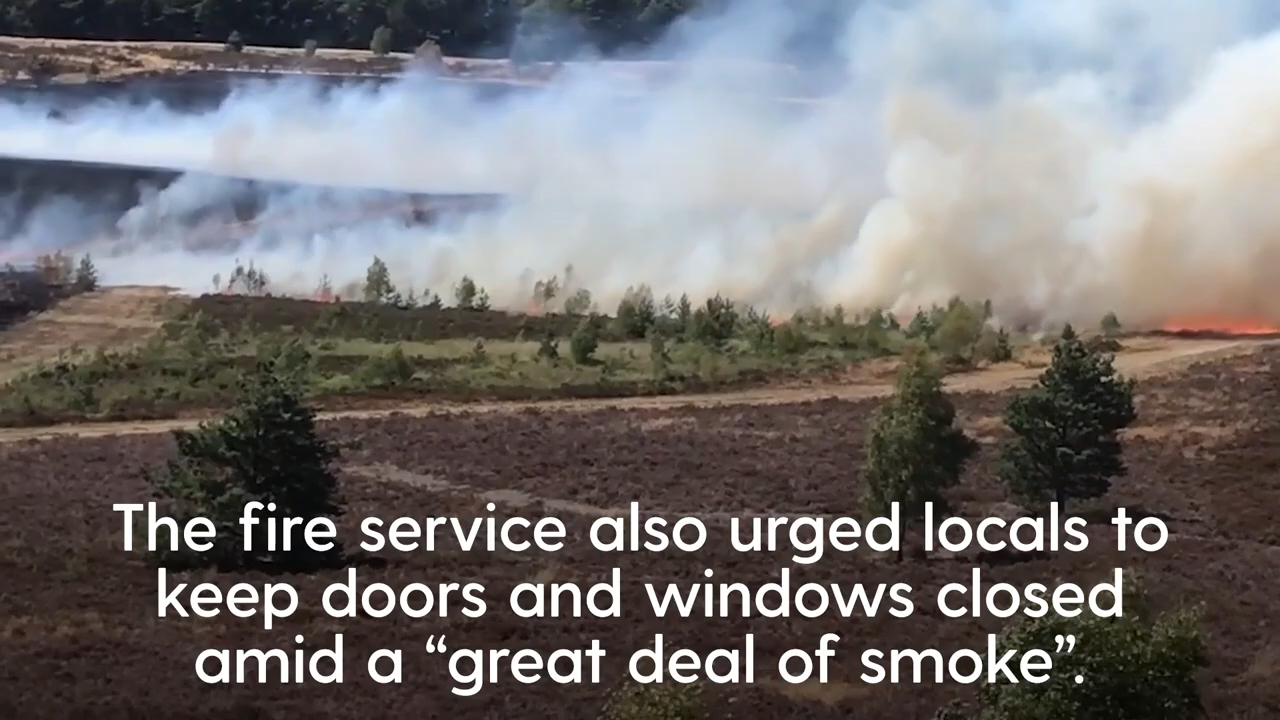 The fire service also urged locals to
keep doors and windows closed
amid a “great deal of smoke”.